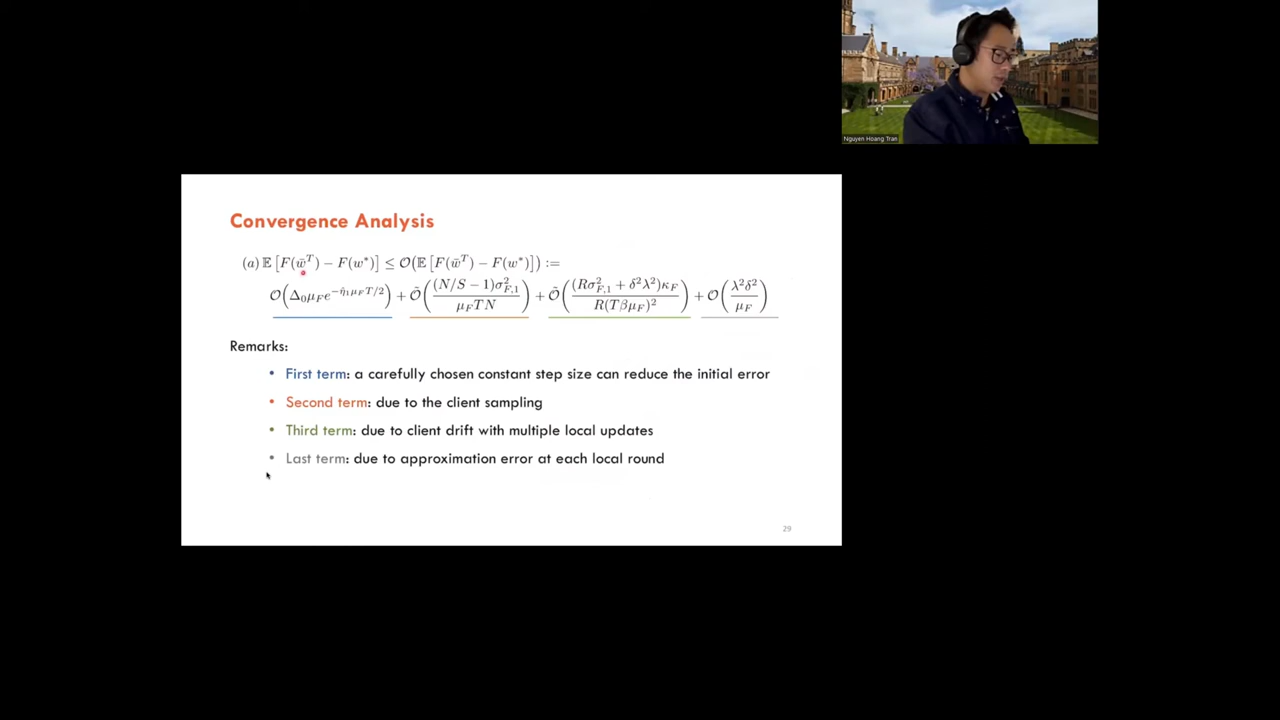 Nguyen Hoang Tran
Convergence Analysis
(a) 𝔼[F(w̄^T) − F(w*)] ≤ 𝒪(𝔼[F(w̄^T) − F(w*)]) :=
𝒪(Δ₀μ_F e^{−η̂₁μ_F T/2}) + 𝒪̃((N/S − 1)σ²_{F,1} / μ_F TN) + 𝒪̃((Rσ²_{F,1} + δ²λ²)κ_F / R(Tβμ_F)²) + 𝒪(λ²δ² / μ_F)
Remarks:
• First term: a carefully chosen constant step size can reduce the initial error
• Second term: due to the client sampling
• Third term: due to client drift with multiple local updates
• Last term: due to approximation error at each local round
29